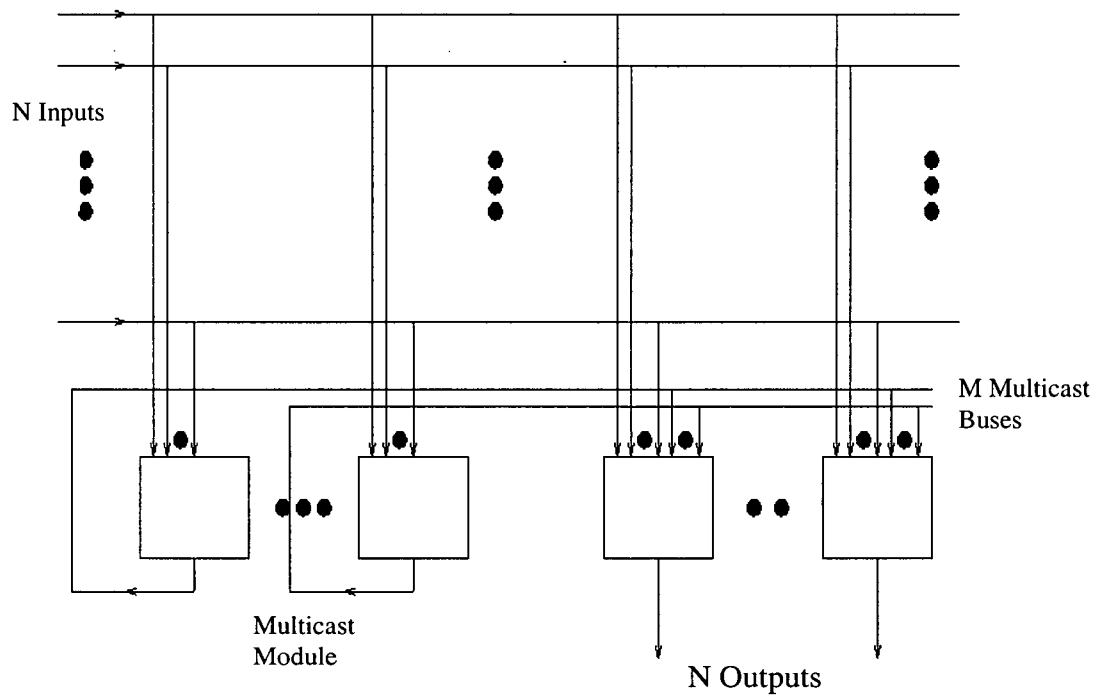 N Inputs
M Multicast
Buses
Multicast
Module
N Outputs